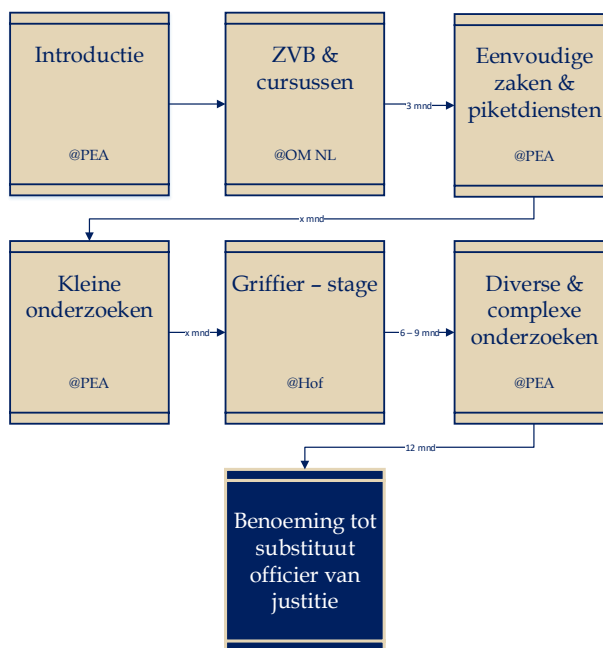 Introductie
@PEA
ZVB &
cursussen
@OM NL
3 mnd
Eenvoudige
zaken &
piketdiensten
@PEA
x mnd
Kleine
onderzoeken
@PEA
x mnd
Griffier – stage
@Hof
6 – 9 mnd
Diverse &
complexe
onderzoeken
@PEA
12 mnd
Benoeming tot
substituut
officier van
justitie